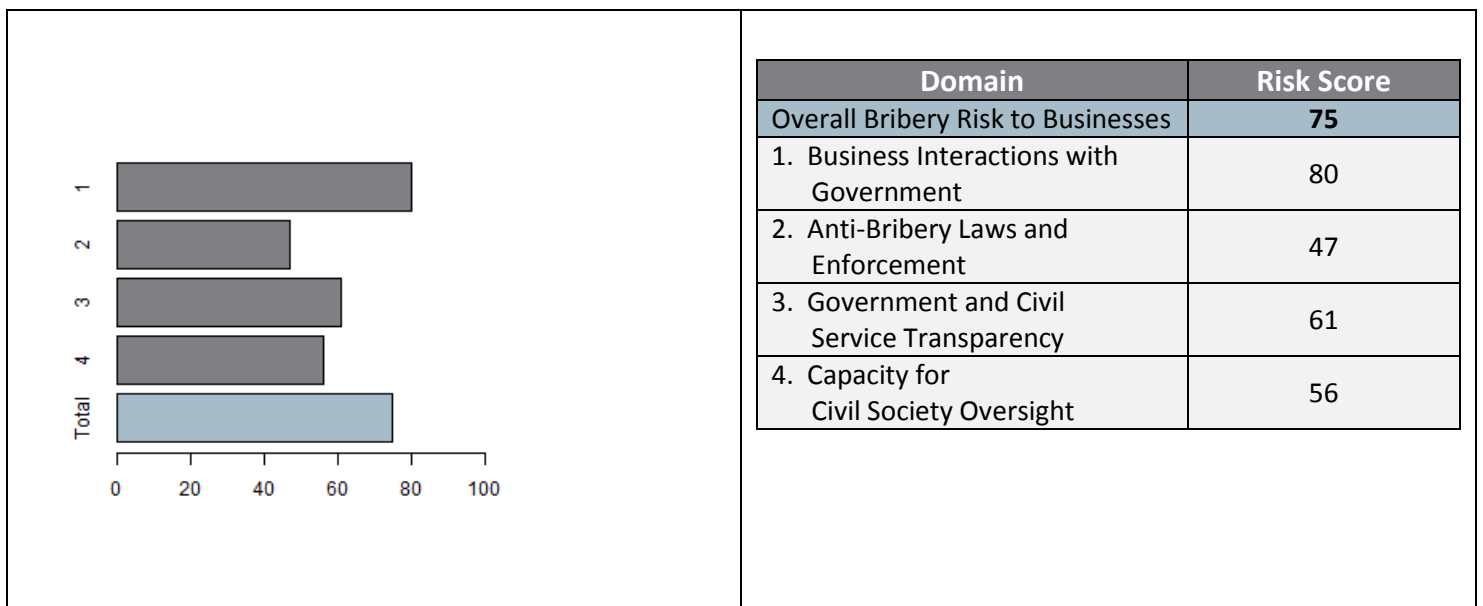 1
2
3
4
Total
0 20 40 60 80 100
Domain Risk Score
Overall Bribery Risk to Businesses 75
1. Business Interactions with
Government 80
2. Anti-Bribery Laws and
Enforcement 47
3. Government and Civil
Service Transparency 61
4. Capacity for
Civil Society Oversight 56